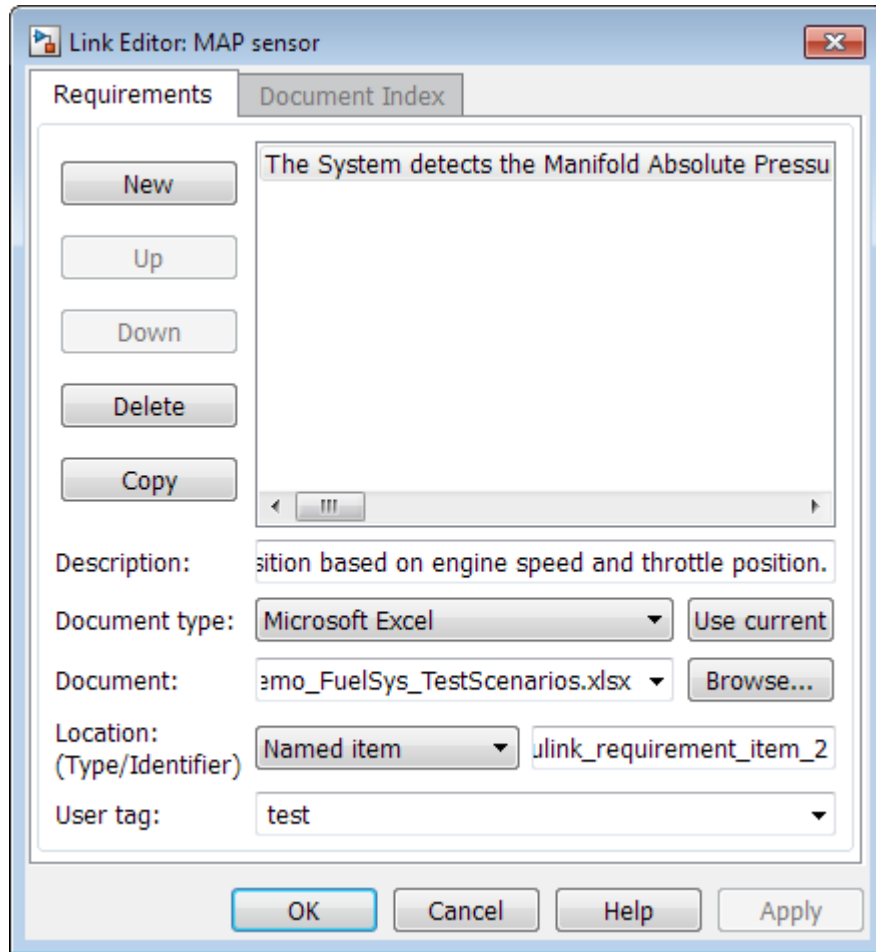 Link Editor: MAP sensor
Requirements
Document Index
New
The System detects the Manifold Absolute Pressu
Up
Down
Delete
Copy
Description:
sition based on engine speed and throttle position.
Document type:
Microsoft Excel
Use current
Document:
emo_FuelSys_TestScenarios.xlsx
Browse...
Location:
(Type/Identifier)
Named item
ulink_requirement_item_2
User tag:
test
OK
Cancel
Help
Apply